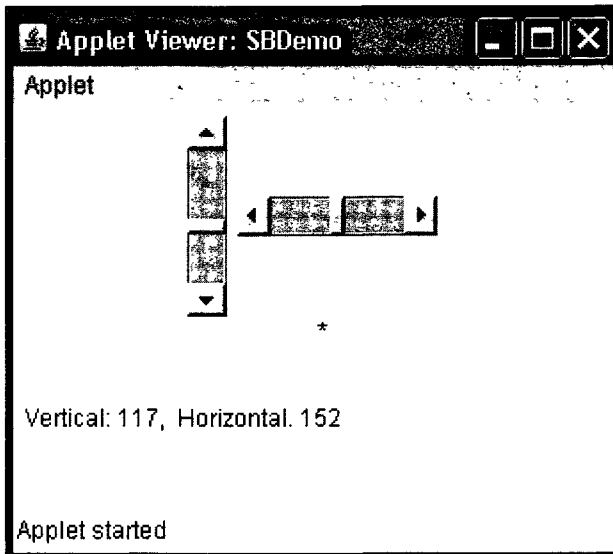 Applet Viewer: SBDemo
Applet
*
Vertical: 117, Horizontal. 152
Applet started